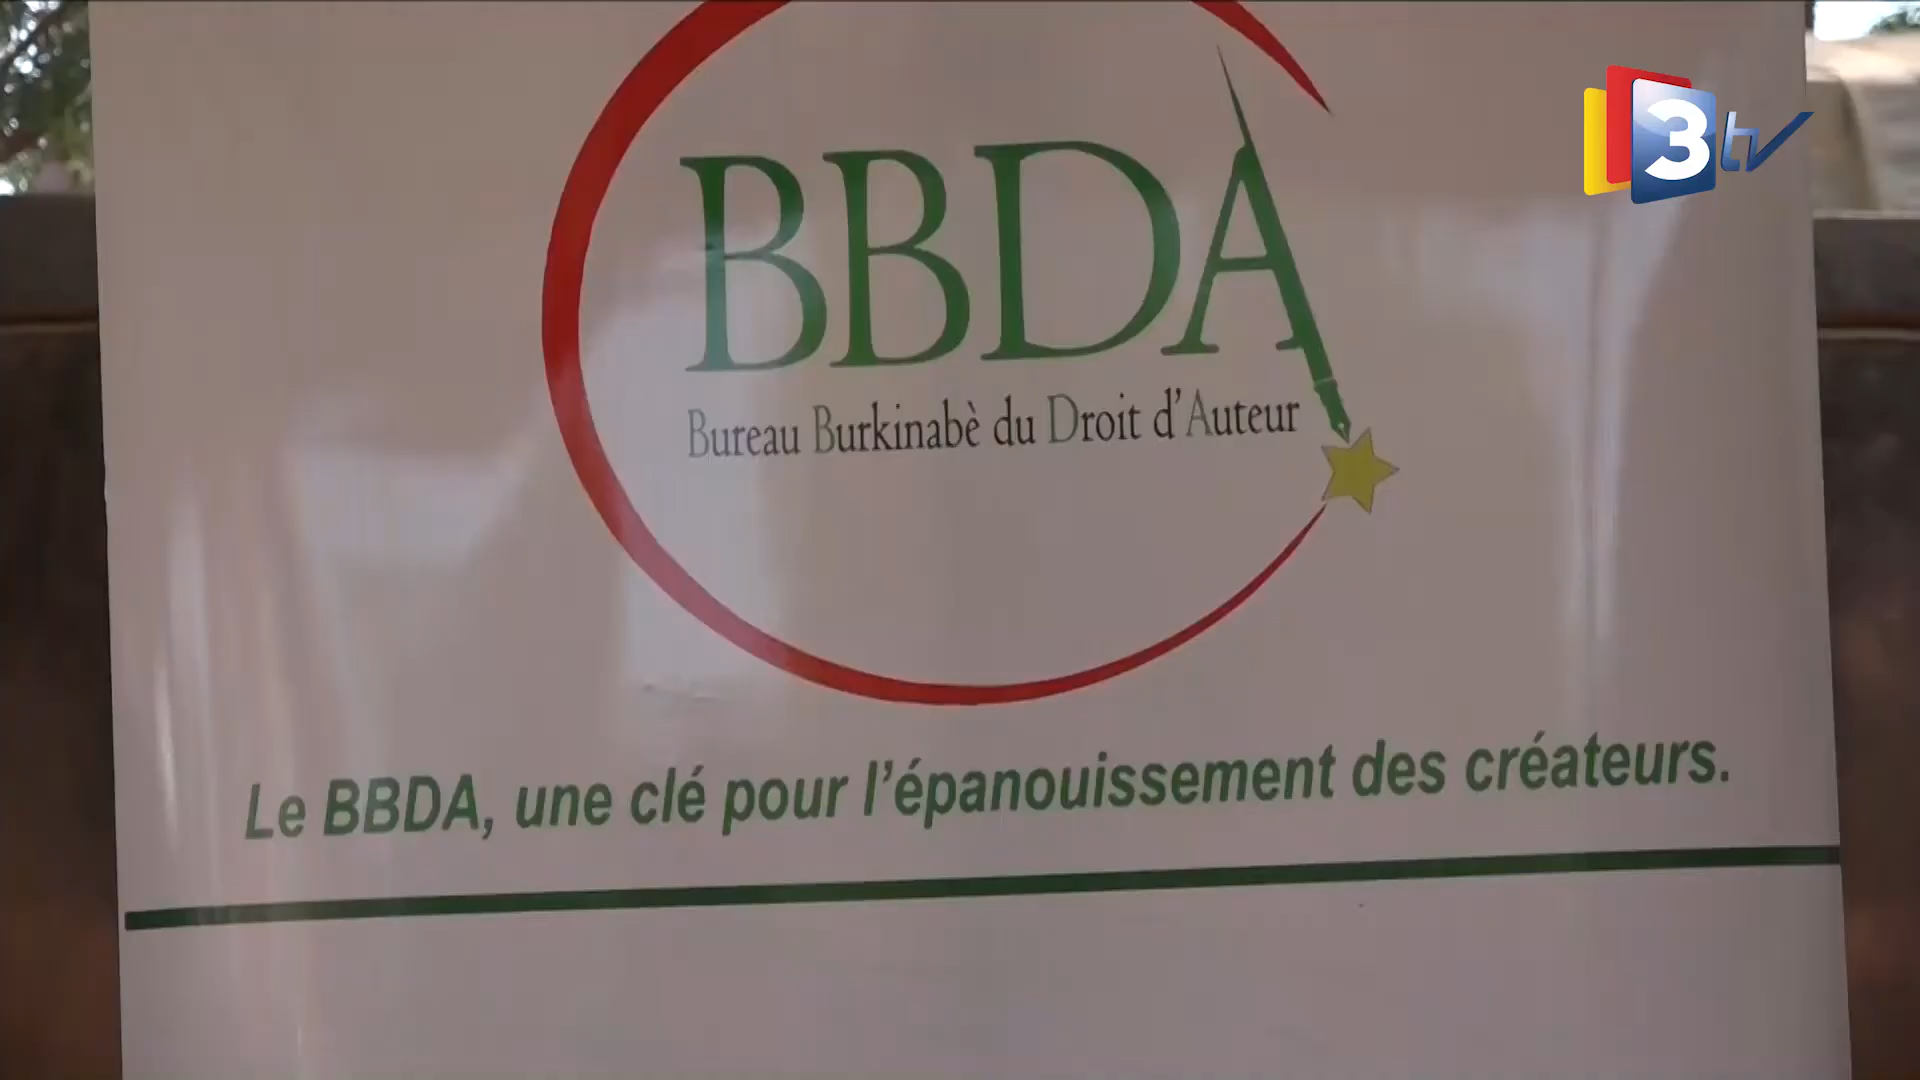 3tv
BBDA
Bureau Burkinabè du Droit d'Auteur
Le BBDA, une clé pour l'épanouissement des créateurs.